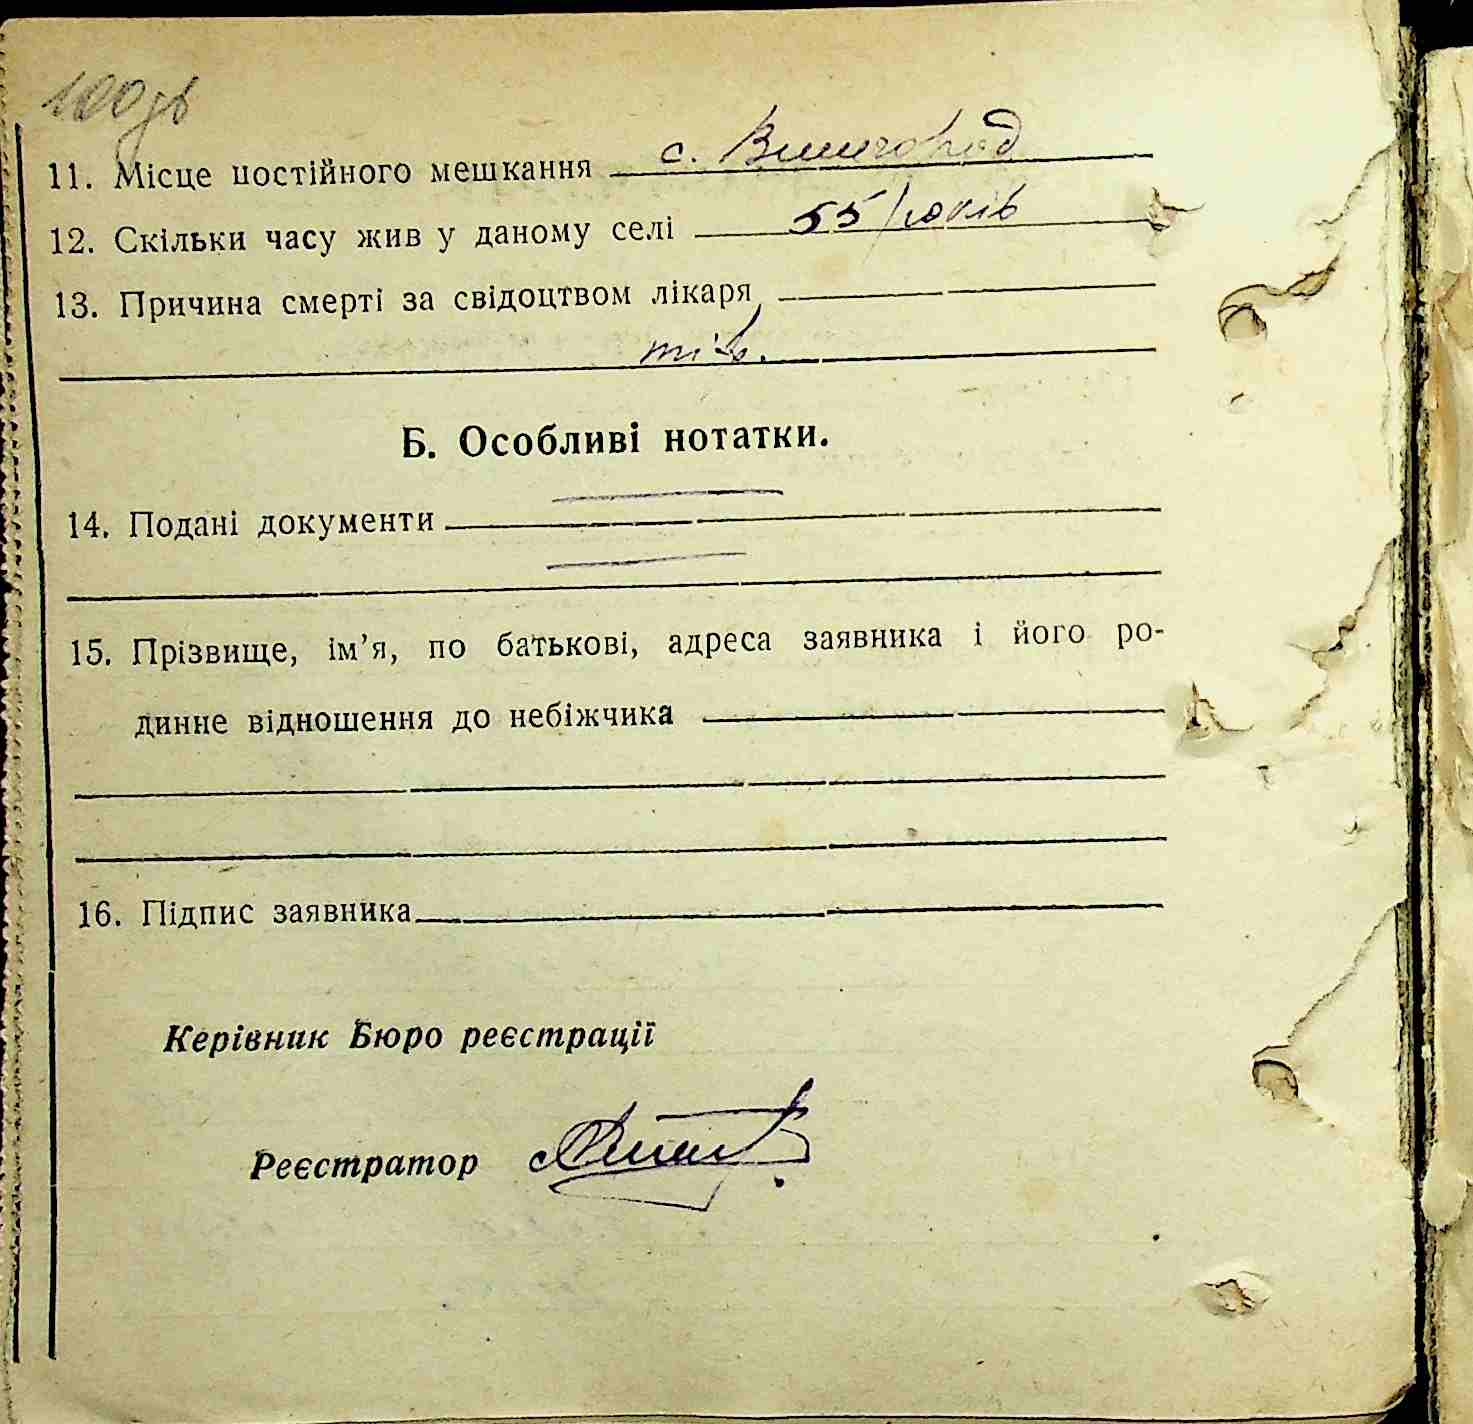 100 зв
11. Місце постійного мешкання с. Вишгород
12. Скільки часу жив у даному селі 55 років
13. Причина смерті за свідоцтвом лікаря
Б. Особливі нотатки.
14. Подані документи
15. Прізвище, ім’я, по батькові, адреса заявника і його ро-
динне відношення до небіжчика
16. Підпис заявника
Керівник Бюро реєстрації
Реєстратор